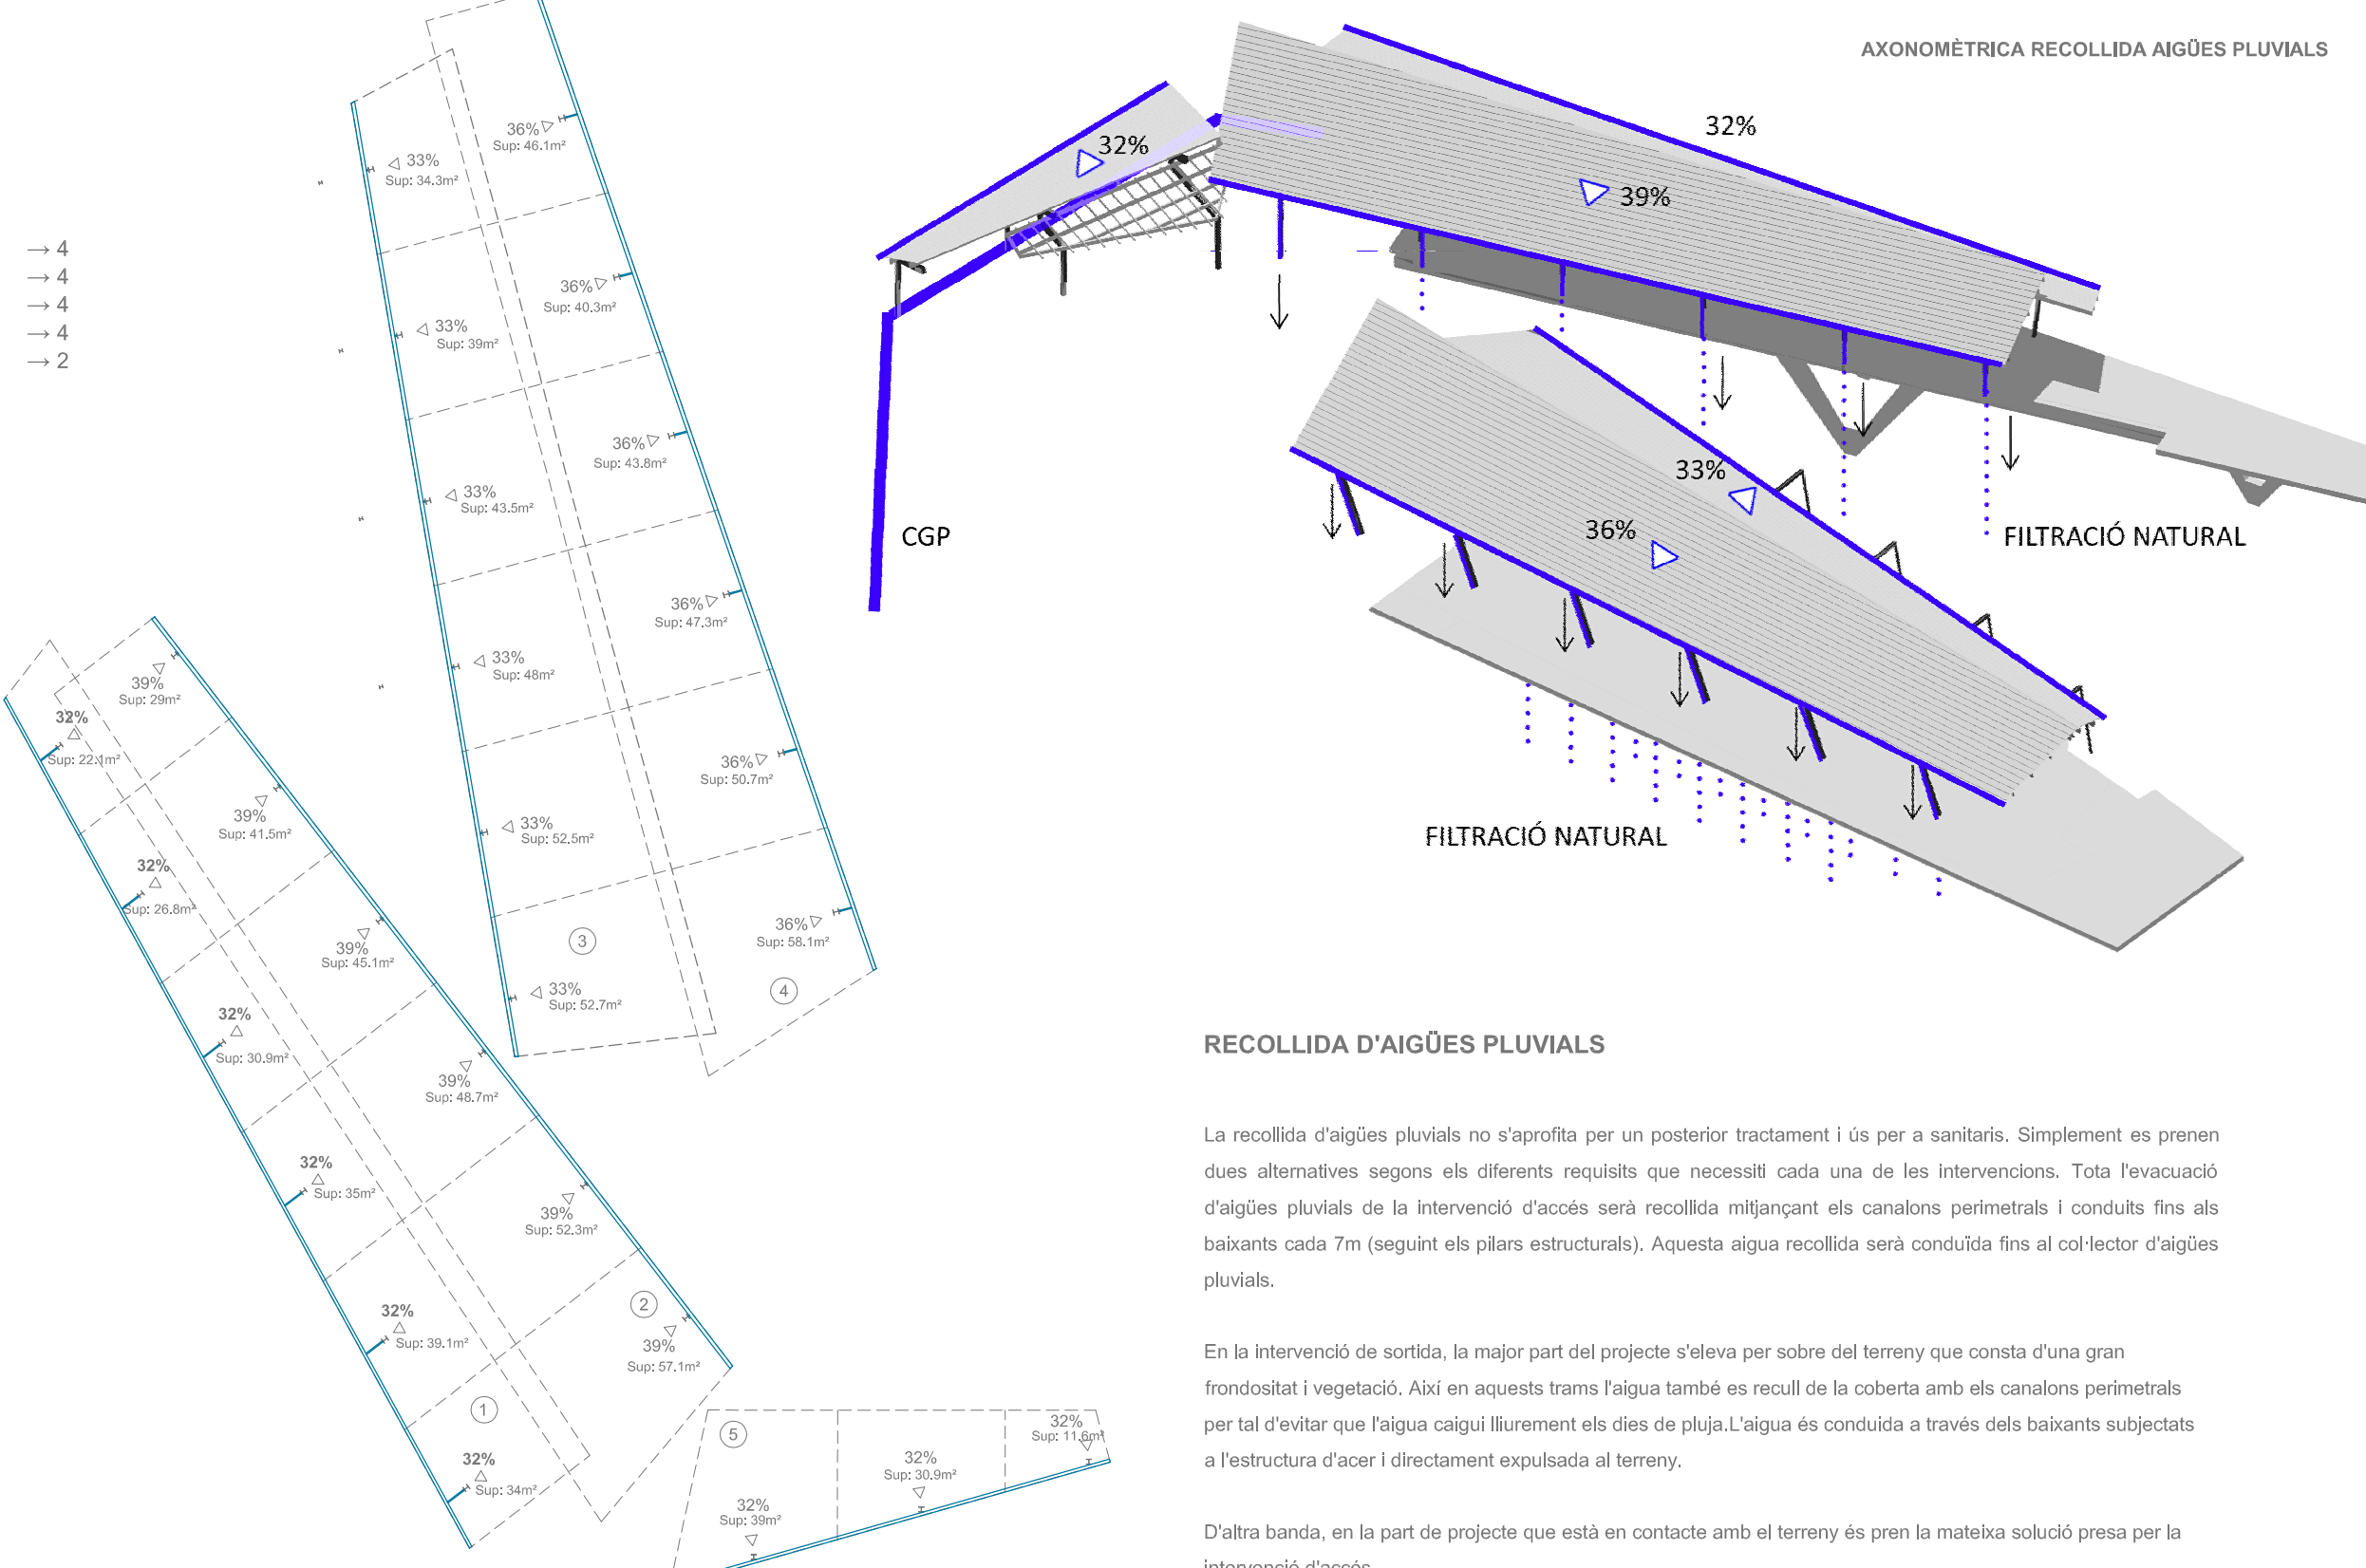 AXONOMÈTRICA RECOLLIDA AIGÜES PLUVIALS
→ 4
→ 4
→ 4
→ 4
→ 2
36%
Sup: 46.1m²
33%
Sup: 34.3m²
36%
Sup: 40.3m²
33%
Sup: 39m²
36%
Sup: 43.8m²
33%
Sup: 43.5m²
36%
Sup: 47.3m²
33%
Sup: 48m²
36%
Sup: 50.7m²
33%
Sup: 52.5m²
36%
Sup: 58.1m²
3
4
33%
Sup: 52.7m²
39%
Sup: 29m²
32%
Sup: 22.1m²
39%
Sup: 41.5m²
32%
Sup: 26.8m²
39%
Sup: 45.1m²
32%
Sup: 30.9m²
39%
Sup: 48.7m²
32%
Sup: 35m²
39%
Sup: 52.3m²
32%
Sup: 39.1m²
2
39%
Sup: 57.1m²
1
32%
Sup: 34m²
5
32%
Sup: 11.6m²
32%
Sup: 30.9m²
32%
Sup: 39m²
32%
32%
39%
CGP
33%
36%
FILTRACIÓ NATURAL
FILTRACIÓ NATURAL
RECOLLIDA D'AIGÜES PLUVIALS
La recollida d'aigües pluvials no s'aprofita per un posterior tractament i ús per a sanitaris. Simplement es prenen
dues alternatives segons els diferents requisits que necessiti cada una de les intervencions. Tota l'evacuació
d'aigües pluvials de la intervenció d'accés serà recollida mitjançant els canalons perimetrals i conduits fins als
baixants cada 7m (seguint els pilars estructurals). Aquesta aigua recollida serà conduïda fins al col·lector d'aigües
pluvials.
En la intervenció de sortida, la major part del projecte s'eleva per sobre del terreny que consta d'una gran
frondositat i vegetació. Així en aquests trams l'aigua també es recull de la coberta amb els canalons perimetrals
per tal d'evitar que l'aigua caigui lliurement els dies de pluja.L'aigua és conduida a través dels baixants subjectats
a l'estructura d'acer i directament expulsada al terreny.
D'altra banda, en la part de projecte que està en contacte amb el terreny és pren la mateixa solució presa per la
intervenció d'accés